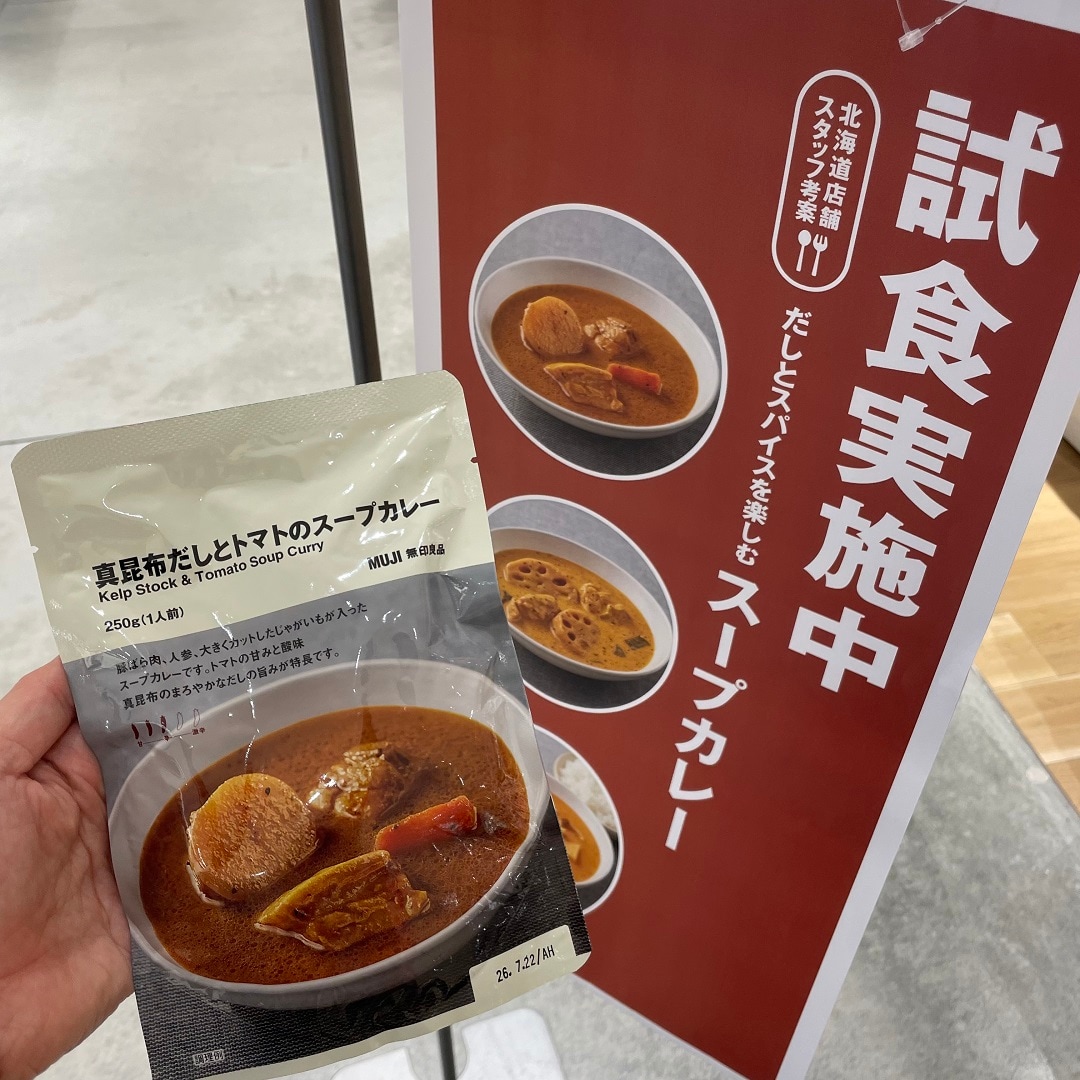 試食実施中
北海道店舗
スタッフ考案
だしとスパイスを楽しむ スープカレー
真昆布だしとトマトのスープカレー
Kelp Stock & Tomato Soup Curry
MUJI 無印良品
250g(1人前)
豚ばら肉、人参、大きくカットしたじゃがいもが入った
スープカレーです。トマトの甘みと酸味
真昆布のまろやかなだしの旨みが特長です。
26. 7.22/AH
調理例